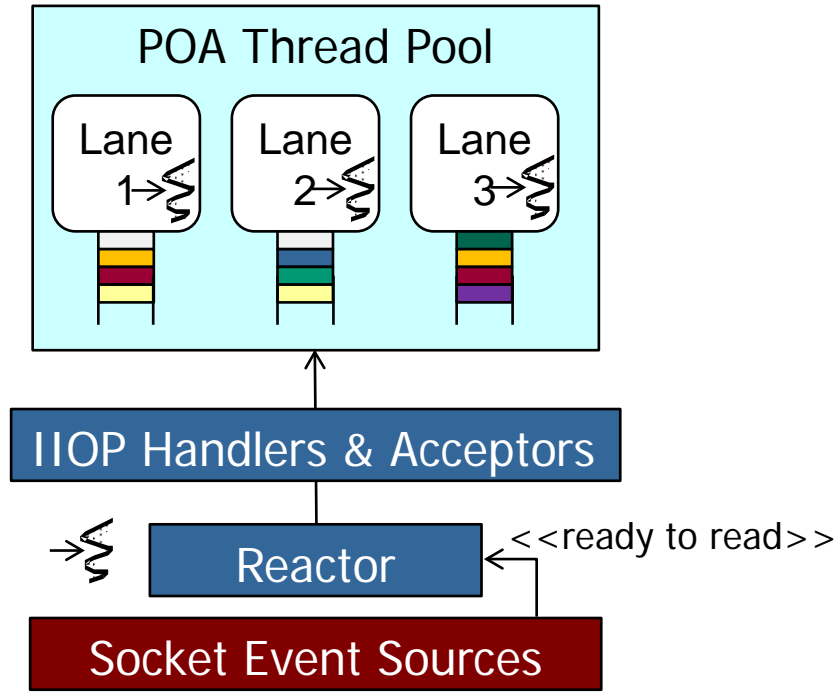 POA Thread Pool
Lane
1
Lane
2
Lane
3
IIOP Handlers & Acceptors
<<ready to read>>
Reactor
Socket Event Sources